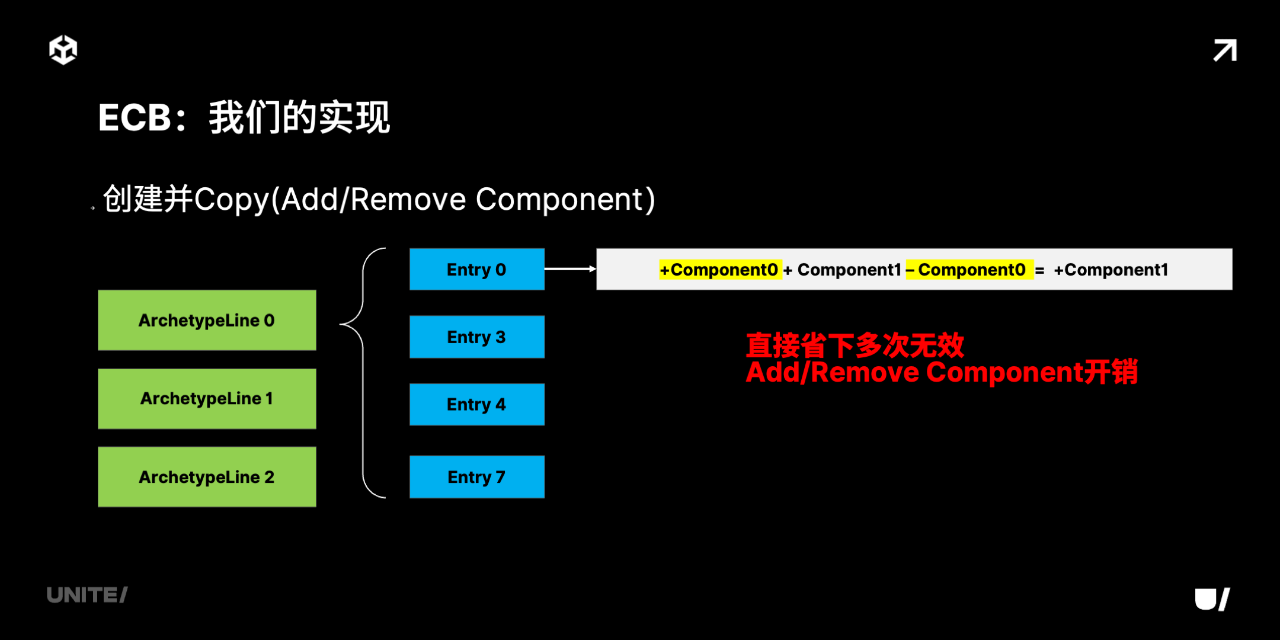 ECB：我们的实现
创建并Copy(Add/Remove Component)
Entry 0
+Component0 + Component1 – Component0 = +Component1
ArchetypeLine 0
Entry 3
直接省下多次无效
Add/Remove Component开销
ArchetypeLine 1
Entry 4
ArchetypeLine 2
Entry 7
UNITE/
U/